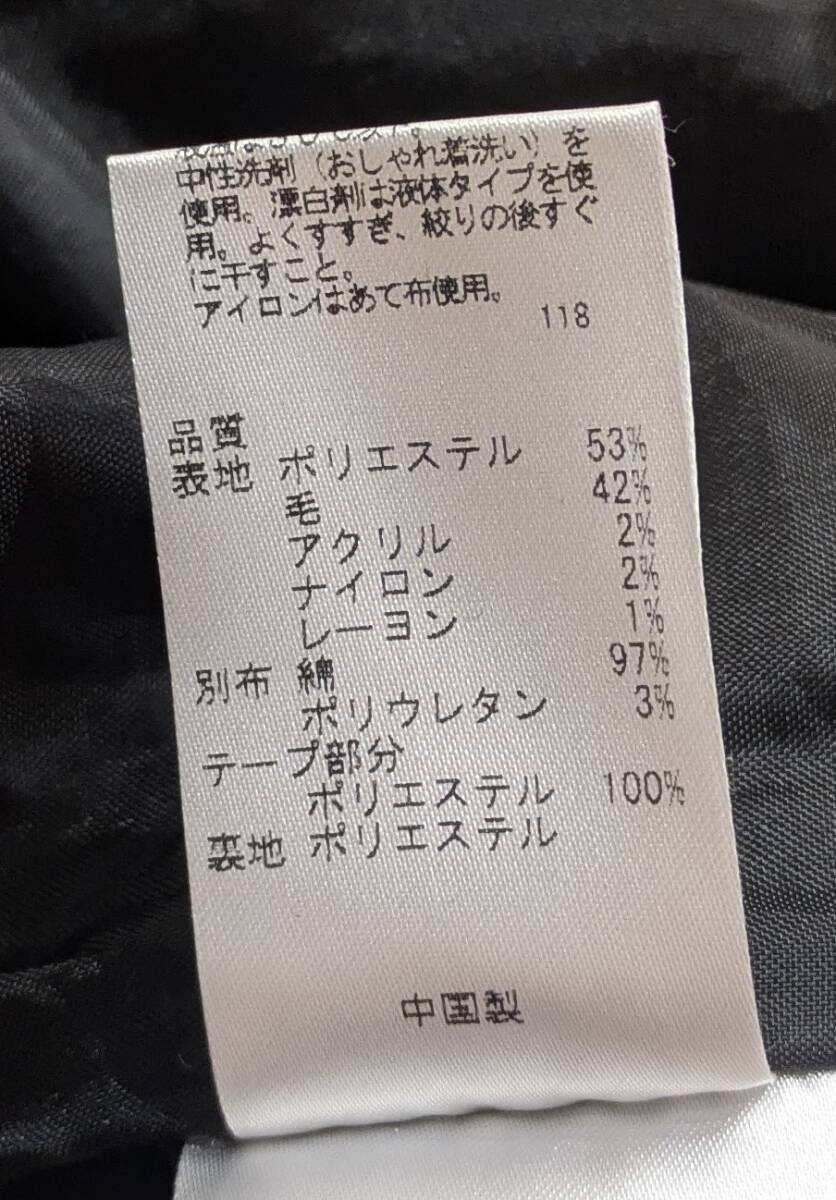 中性洗剤（おしゃれ着洗い）を
使用。漂白剤は液体タイプを使
用。よくすすぎ、絞りの後すぐ
に干すこと。
アイロンはあて布使用。
118
品質
表地 ポリエステル 53%
毛 42%
アクリル 2%
ナイロン 2%
レーヨン 1%
別布 綿 97%
ポリウレタン 3%
テープ部分
ポリエステル 100%
裏地 ポリエステル
中国製